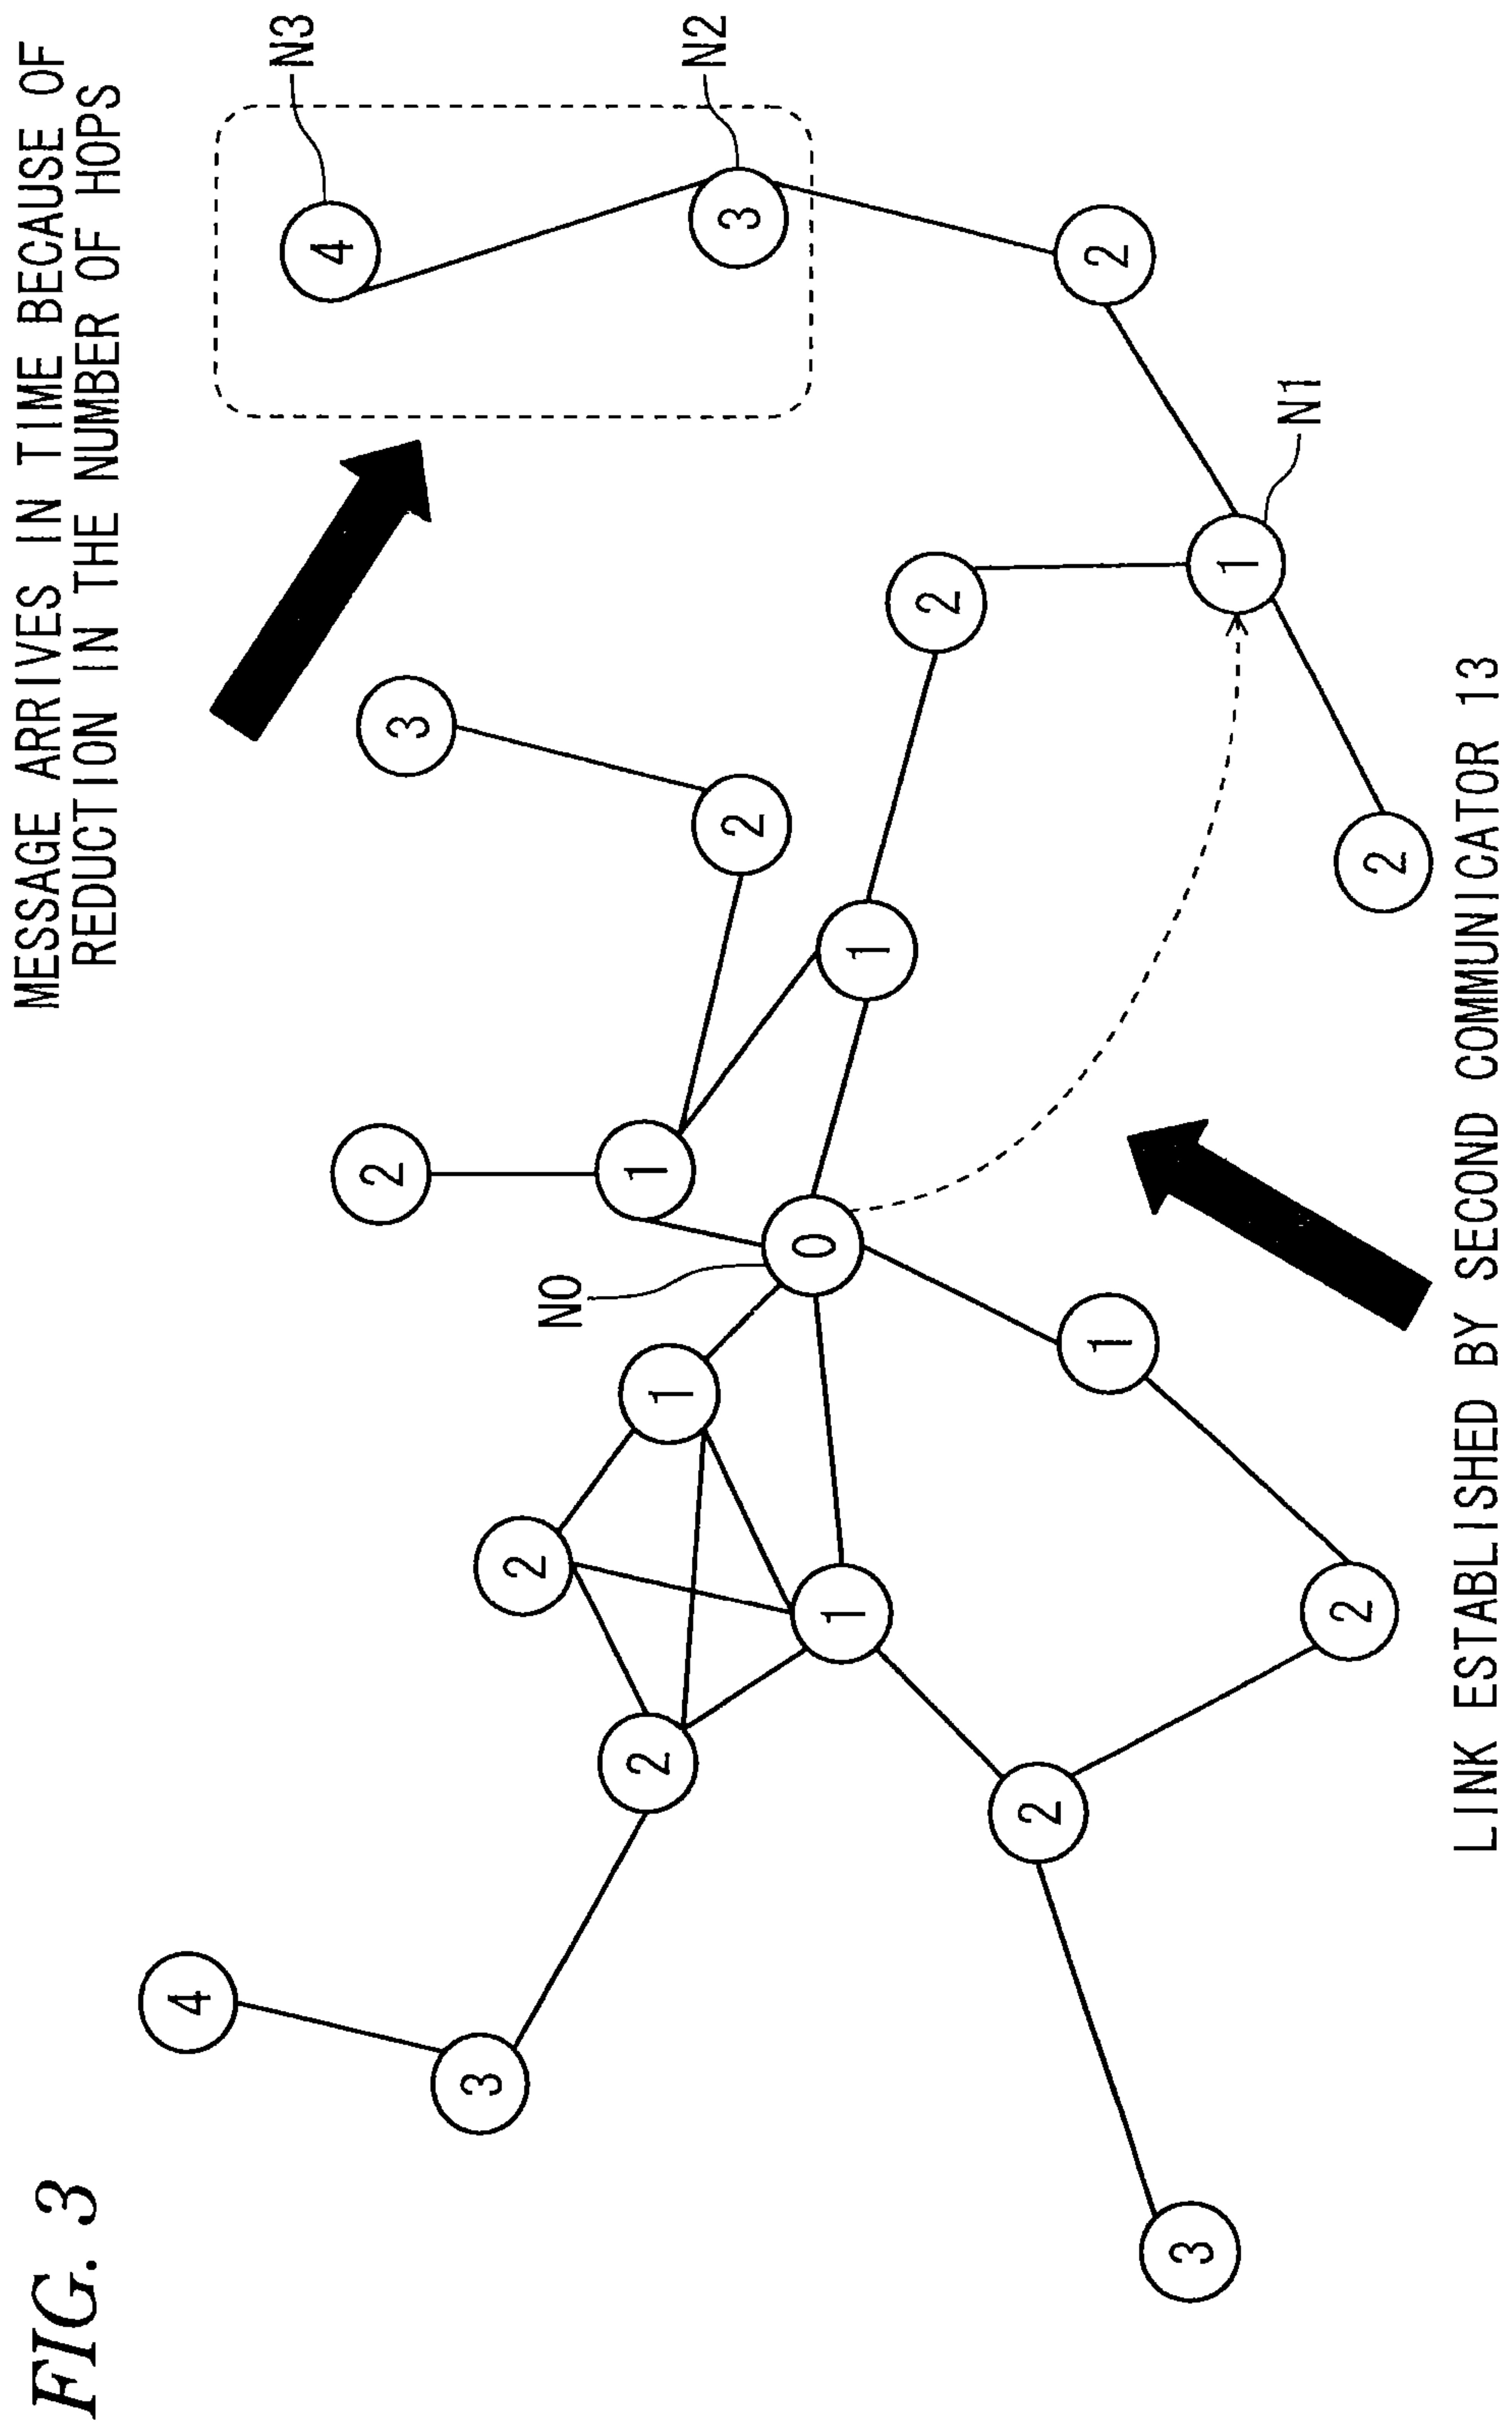 FIG. 3
MESSAGE ARRIVES IN TIME BECAUSE OF
REDUCTION IN THE NUMBER OF HOPS
4
N3
4
2
3
3
2
N0
2
1
1
N2
3
2
0
1
1
2
2
1
2
3
1
N1
2
2
LINK ESTABLISHED BY SECOND COMMUNICATOR 13